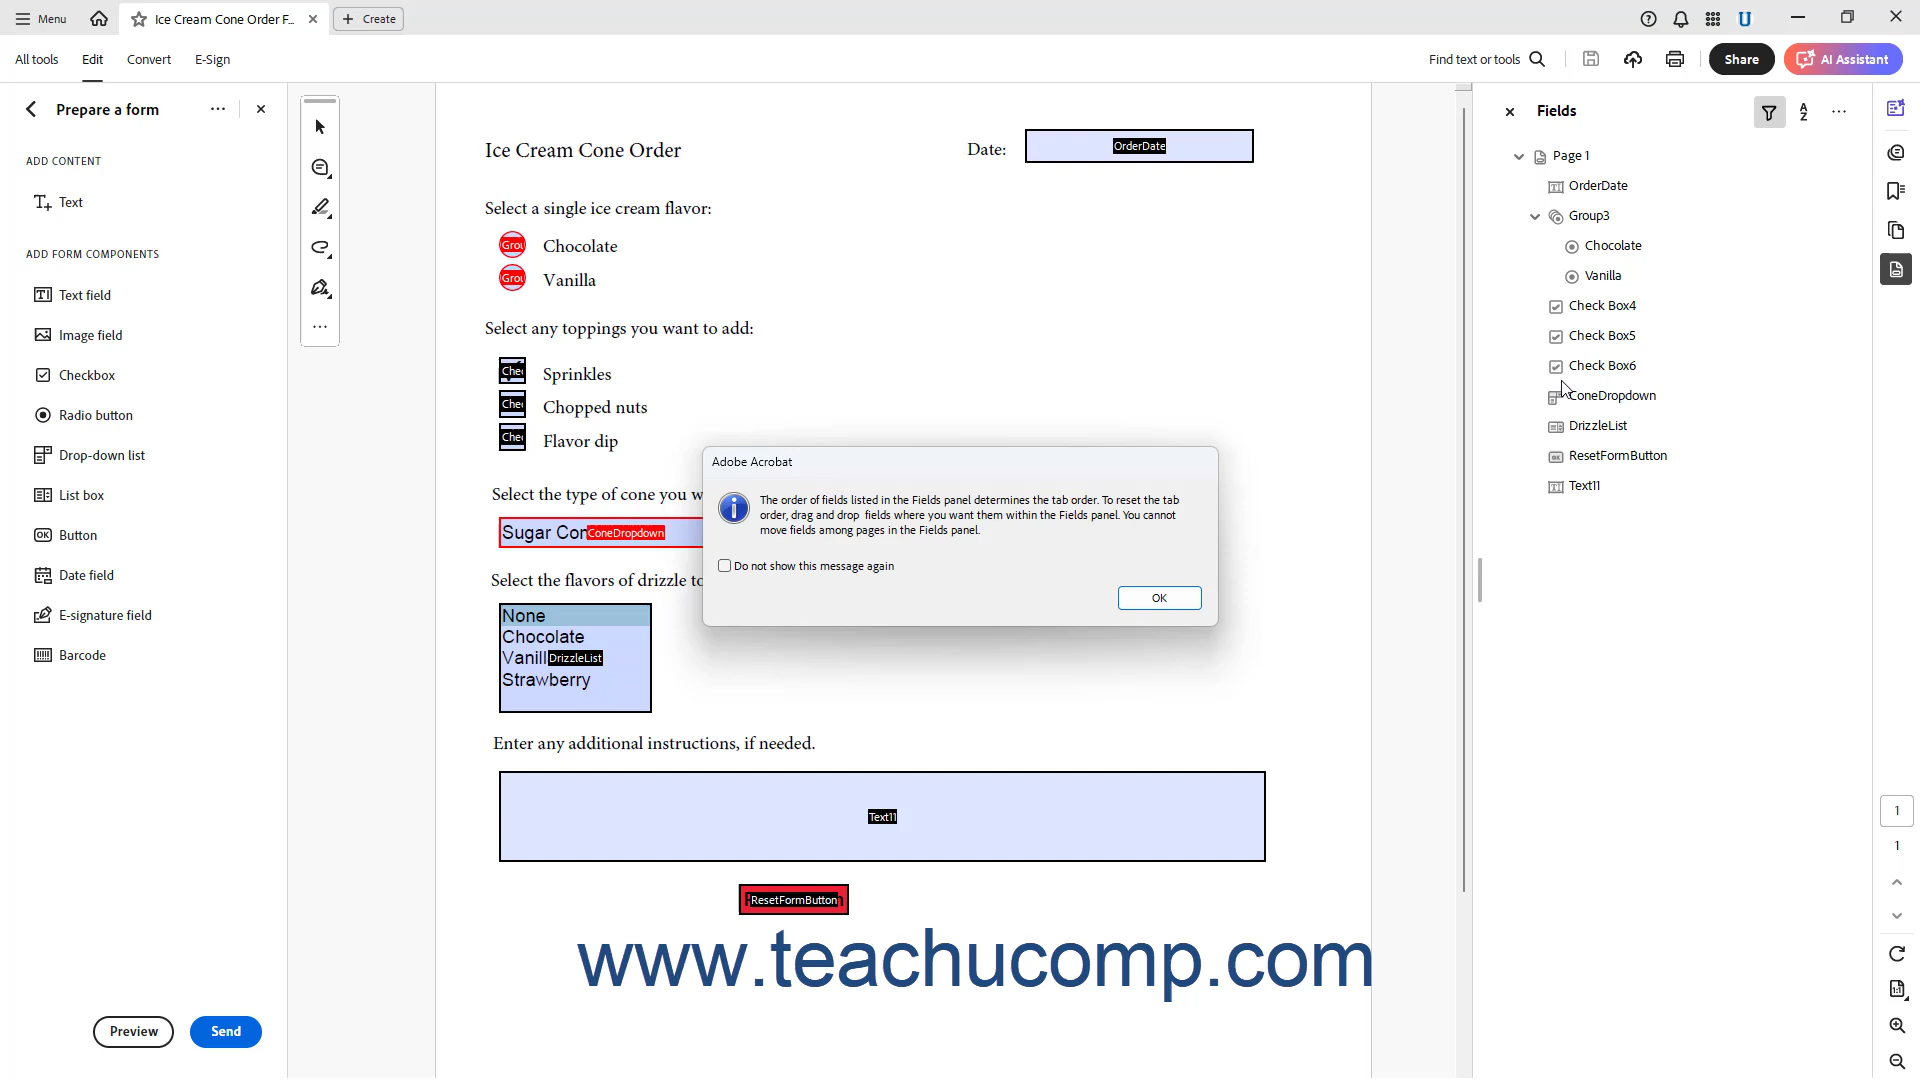 Menu
Ice Cream Cone Order F...
Create
All tools
Edit
Convert
E-Sign
Find text or tools
Share
AI Assistant
Prepare a form
ADD CONTENT
Text
ADD FORM COMPONENTS
Text field
Image field
Checkbox
Radio button
Drop-down list
List box
Button
Date field
E-signature field
Barcode
Preview
Send
Ice Cream Cone Order
Date:
OrderDate
Select a single ice cream flavor:
Grou
Chocolate
Grou
Vanilla
Select any toppings you want to add:
Chec
Sprinkles
Chec
Chopped nuts
Chec
Flavor dip
Select the type of cone you w
Sugar Con
ConeDropdown
Select the flavors of drizzle to
None
Chocolate
Vanill
DrizzleList
Strawberry
Enter any additional instructions, if needed.
Text11
ResetFormButton
www.teachucomp.com
Adobe Acrobat
The order of fields listed in the Fields panel determines the tab order. To reset the tab
order, drag and drop fields where you want them within the Fields panel. You cannot
move fields among pages in the Fields panel.
Do not show this message again
OK
Fields
Page 1
OrderDate
Group3
Chocolate
Vanilla
Check Box4
Check Box5
Check Box6
ConeDropdown
DrizzleList
ResetFormButton
Text11
1
1